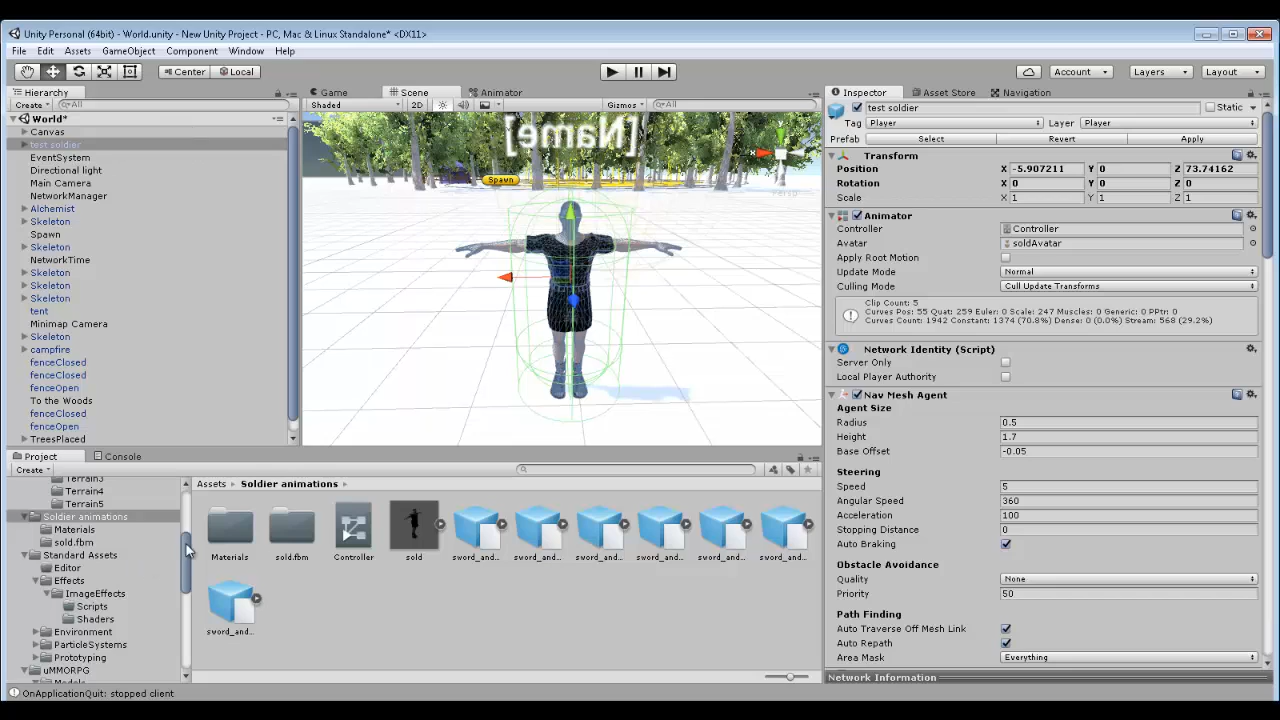 Unity Personal (64bit) - World.unity - New Unity Project - PC, Mac & Linux Standalone* <DX11>
File Edit Assets GameObject Component Window Help
Center Local Account Layers Layout
Hierarchy
Create All
World*
Canvas
test soldier
EventSystem
Directional light
Main Camera
NetworkManager
Alchemist
Skeleton
Spawn
Skeleton
NetworkTime
Skeleton
Skeleton
Skeleton
tent
Minimap Camera
Skeleton
campfire
fenceClosed
fenceClosed
fenceOpen
To the Woods
fenceClosed
fenceOpen
TreesPlaced
Game Scene Animator
Shaded 2D Gizmos All
[Name]
Spawn
x
Persp
Inspector Asset Store Navigation
test soldier Static
Tag Player Layer Player
Prefab Select Revert Apply
Transform
Position X -5.907211 Y 0 Z 73.74162
Rotation X 0 Y 0 Z 0
Scale X 1 Y 1 Z 1
Animator
Controller Controller
Avatar soldAvatar
Apply Root Motion
Update Mode Normal
Culling Mode Cull Update Transforms
Clip Count: 5
Curves Pos: 55 Quat: 259 Euler: 0 Scale: 247 Muscles: 0 Generic: 0 PPtr: 0
Curves Count: 1942 Constant: 1374 (70.8%) Dense: 0 (0.0%) Stream: 568 (29.2%)
Network Identity (Script)
Server Only
Local Player Authority
Nav Mesh Agent
Agent Size
Radius 0.5
Height 1.7
Base Offset -0.05
Steering
Speed 5
Angular Speed 360
Acceleration 100
Stopping Distance 0
Auto Braking
Obstacle Avoidance
Quality None
Priority 50
Path Finding
Auto Traverse Off Mesh Link
Auto Repath
Area Mask Everything
Network Information
Project Console
Create
Terrain3
Terrain4
Terrain5
Soldier animations
Materials
sold.fbm
Standard Assets
Editor
Effects
ImageEffects
Scripts
Shaders
Environment
ParticleSystems
Prototyping
uMMORPG
Models
Assets Soldier animations
Materials sold.fbm Controller sold sword_and... sword_and... sword_and... sword_and... sword_and... sword_and...
sword_and...
OnApplicationQuit: stopped client